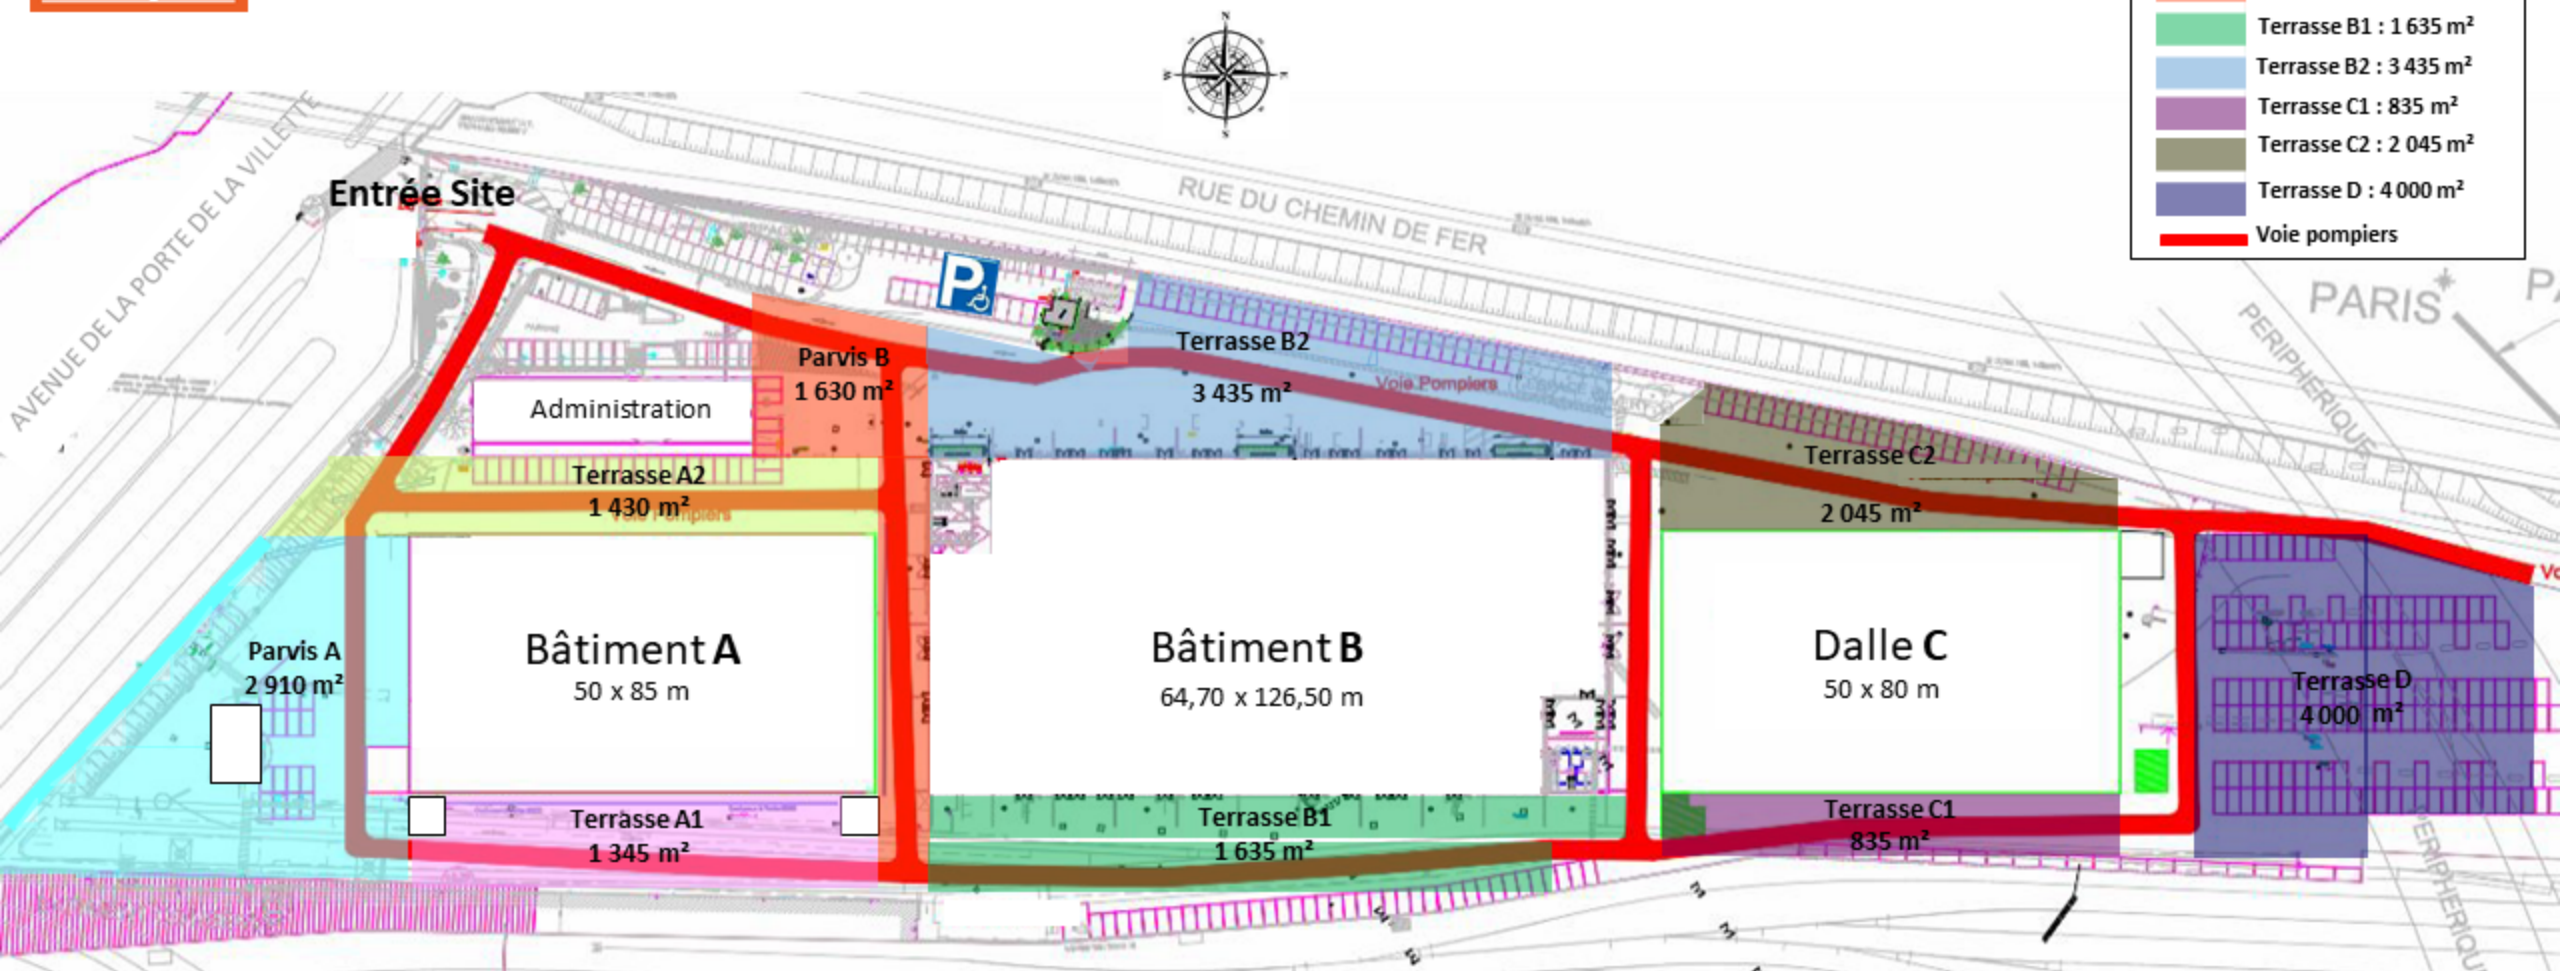 Terrasse B1 : 1 635 m²
Terrasse B2 : 3 435 m²
Terrasse C1 : 835 m²
Terrasse C2 : 2 045 m²
Terrasse D : 4 000 m²
Voie pompiers
N
W
E
S
AVENUE DE LA PORTE DE LA VILLETTE
Entrée Site
RUE DU CHEMIN DE FER
PARIS
PERIPHERIQUE
P
Parvis B
1 630 m²
Terrasse B2
3 435 m²
Voie Pompiers
Administration
Terrasse A2
1 430 m²
Voie Pompiers
Terrasse C2
2 045 m²
Parvis A
2 910 m²
Bâtiment A
50 x 85 m
Bâtiment B
64,70 x 126,50 m
Dalle C
50 x 80 m
Terrasse D
4 000 m²
Terrasse A1
1 345 m²
Terrasse B1
1 635 m²
Terrasse C1
835 m²
PERIPHERIQU